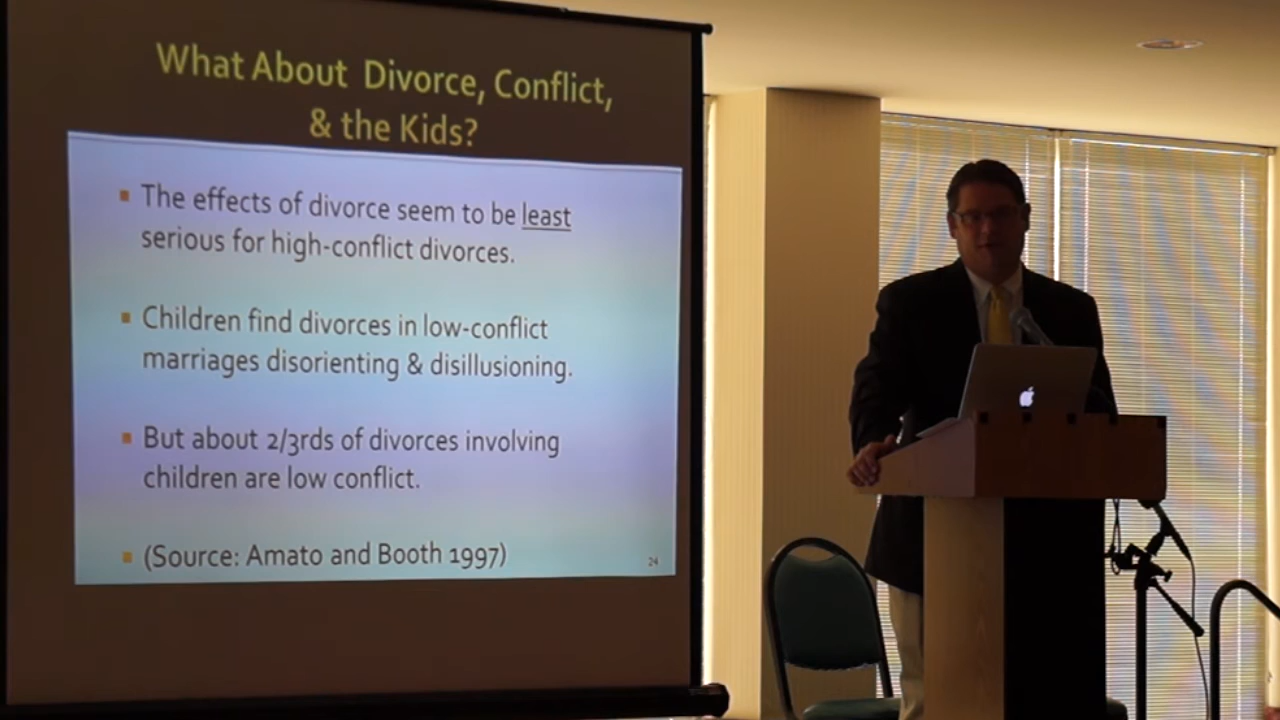 What About Divorce, Conflict,
& the Kids?
▪ The effects of divorce seem to be least
serious for high-conflict divorces.
▪ Children find divorces in low-conflict
marriages disorienting & disillusioning.
▪ But about 2/3rds of divorces involving
children are low conflict.
▪ (Source: Amato and Booth 1997)
24